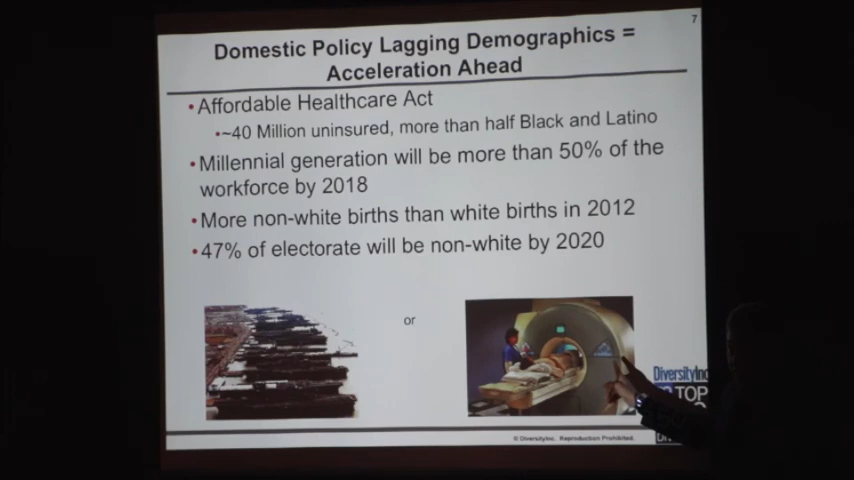 7
Domestic Policy Lagging Demographics =
Acceleration Ahead
•Affordable Healthcare Act
•~40 Million uninsured, more than half Black and Latino
•Millennial generation will be more than 50% of the
workforce by 2018
•More non-white births than white births in 2012
•47% of electorate will be non-white by 2020
or
DiversityInc
TOP
© DiversityInc. Reproduction Prohibited.